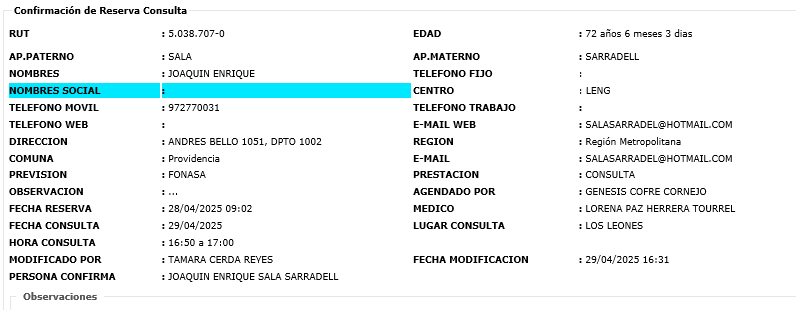 Confirmación de Reserva Consulta
RUT : 5.038.707-0 EDAD : 72 años 6 meses 3 dias
AP.PATERNO : SALA AP.MATERNO : SARRADELL
NOMBRES : JOAQUIN ENRIQUE TELEFONO FIJO :
NOMBRES SOCIAL : CENTRO : LENG
TELEFONO MOVIL : 972770031 TELEFONO TRABAJO :
TELEFONO WEB : E-MAIL WEB : SALASARRADEL@HOTMAIL.COM
DIRECCION : ANDRES BELLO 1051, DPTO 1002 REGION : Región Metropolitana
COMUNA : Providencia E-MAIL : SALASARRADEL@HOTMAIL.COM
PREVISION : FONASA PRESTACION : CONSULTA
OBSERVACION : ... AGENDADO POR : GENESIS COFRE CORNEJO
FECHA RESERVA : 28/04/2025 09:02 MEDICO : LORENA PAZ HERRERA TOURREL
FECHA CONSULTA : 29/04/2025 LUGAR CONSULTA : LOS LEONES
HORA CONSULTA : 16:50 a 17:00
MODIFICADO POR : TAMARA CERDA REYES FECHA MODIFICACION : 29/04/2025 16:31
PERSONA CONFIRMA : JOAQUIN ENRIQUE SALA SARRADELL
Observaciones